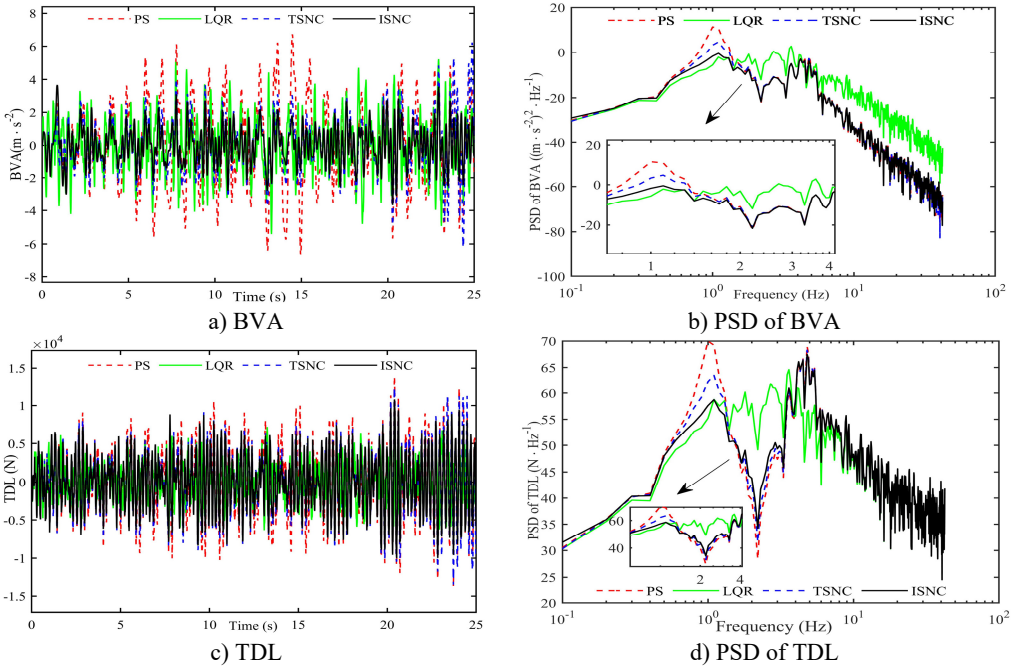 PS LQR TSNC ISNC
8
6
4
2
0
-2
-4
-6
-8
BVA(m · s⁻²)
0 5 10 15 20 25
Time (s)
a) BVA
PS LQR TSNC ISNC
20
0
-20
-40
-60
-80
-100
PSD of BVA ((m · s⁻²)² · Hz⁻¹)
20
0
-20
1 2 3 4
10⁻¹ 10⁰ 10¹ 10²
Frequency (Hz)
b) PSD of BVA
×10⁴
PS LQR TSNC ISNC
1.5
1.0
0.5
0
-0.5
-1.0
-1.5
TDL (N)
0 5 10 15 20 25
Time (s)
c) TDL
70
65
60
55
50
45
40
35
30
25
20
PSD of TDL (N · Hz⁻¹)
60
40
2 4
PS LQR TSNC ISNC
10⁻¹ 10⁰ 10¹ 10²
Frequency (Hz)
d) PSD of TDL